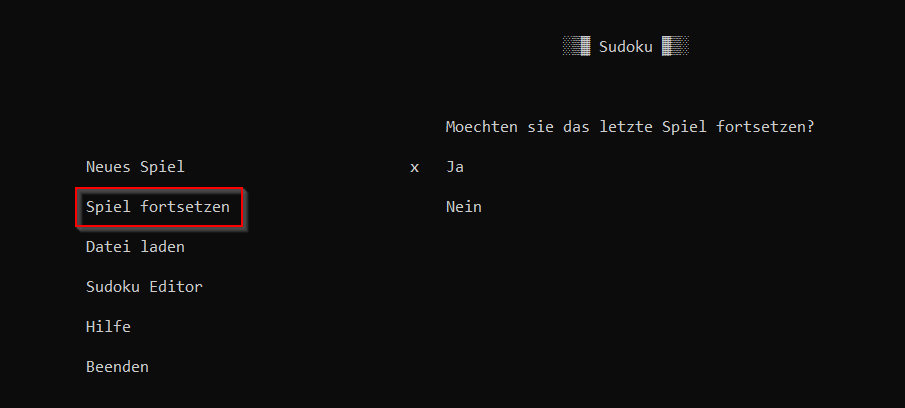 ░▒▓ Sudoku ▓▒░
Moechten sie das letzte Spiel fortsetzen?
Neues Spiel
x Ja
Spiel fortsetzen
Nein
Datei laden
Sudoku Editor
Hilfe
Beenden